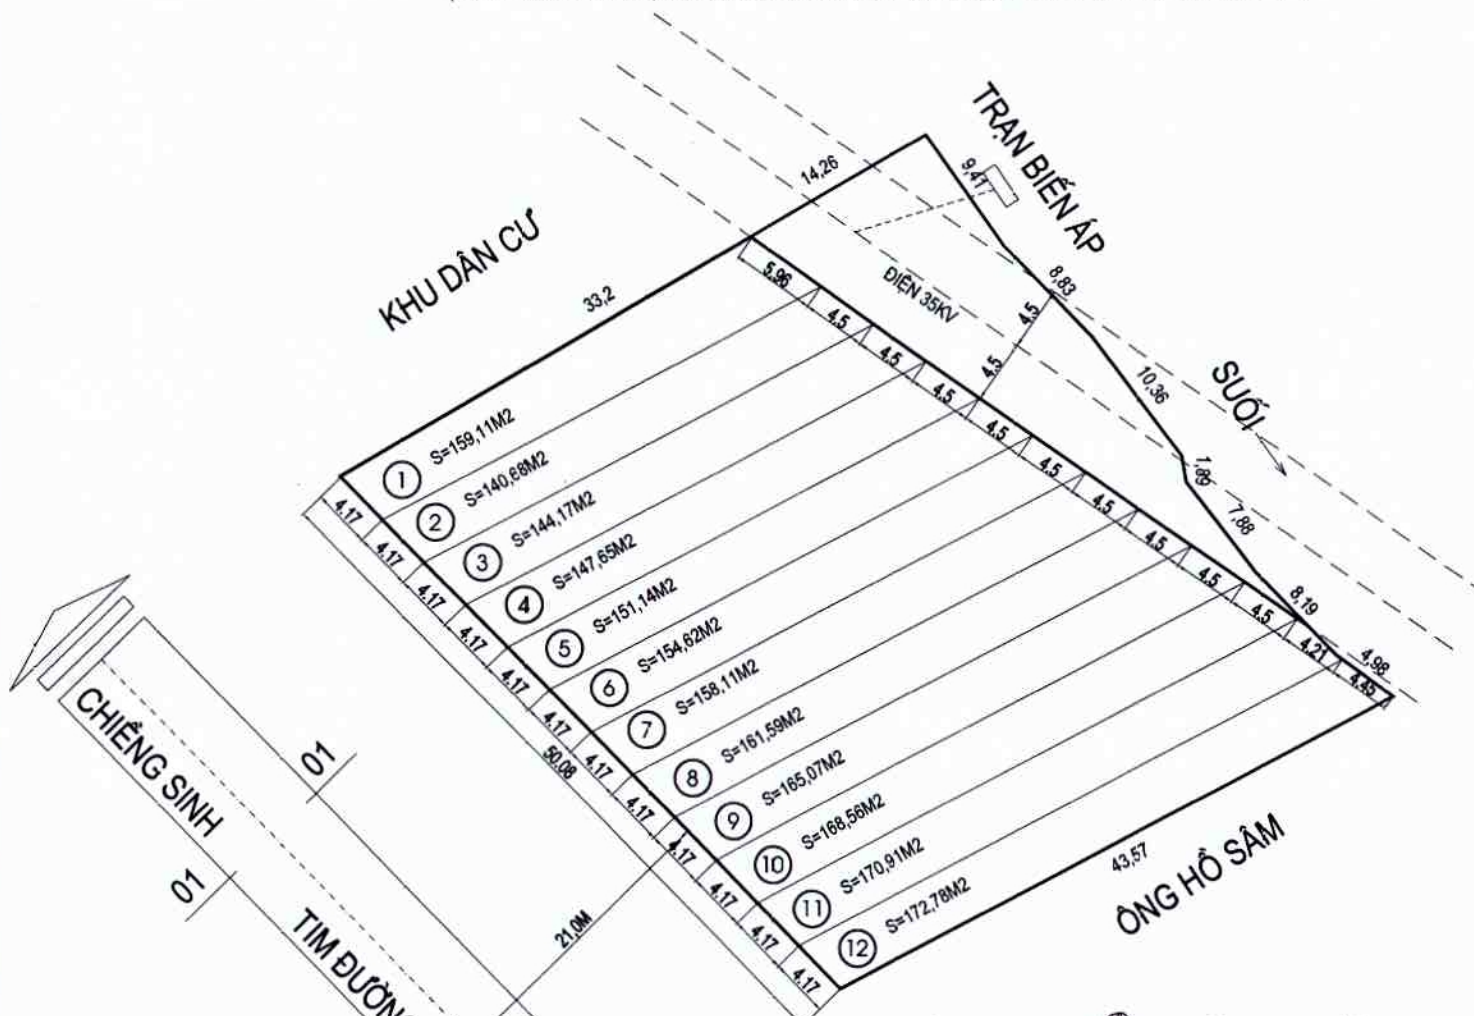 TRẠN BIẾN ÁP
14,26
9,41
KHU DÂN CƯ
33,2
5,96
ĐIỆN 35KV
8,83
4.5
4.5
4.5
4.5
4.5
4.5
4.5
4.5
4.5
4.5
4.5
4.21
4.45
10,36
SUỐI
1,89
7,88
8,19
4,98
1 S=159,11M2
2 S=140,68M2
3 S=144,17M2
4 S=147,65M2
5 S=151,14M2
6 S=154,62M2
7 S=158,11M2
8 S=161,59M2
9 S=165,07M2
10 S=168,56M2
11 S=170,91M2
12 S=172,78M2
4,17
4,17
4,17
4,17
4,17
4,17
4,17
4,17
4,17
4,17
4,17
4,17
50,08
43,57
ÔNG HỒ SÂM
CHIỀNG SINH
01
01
21,0M
TIM ĐƯỜN